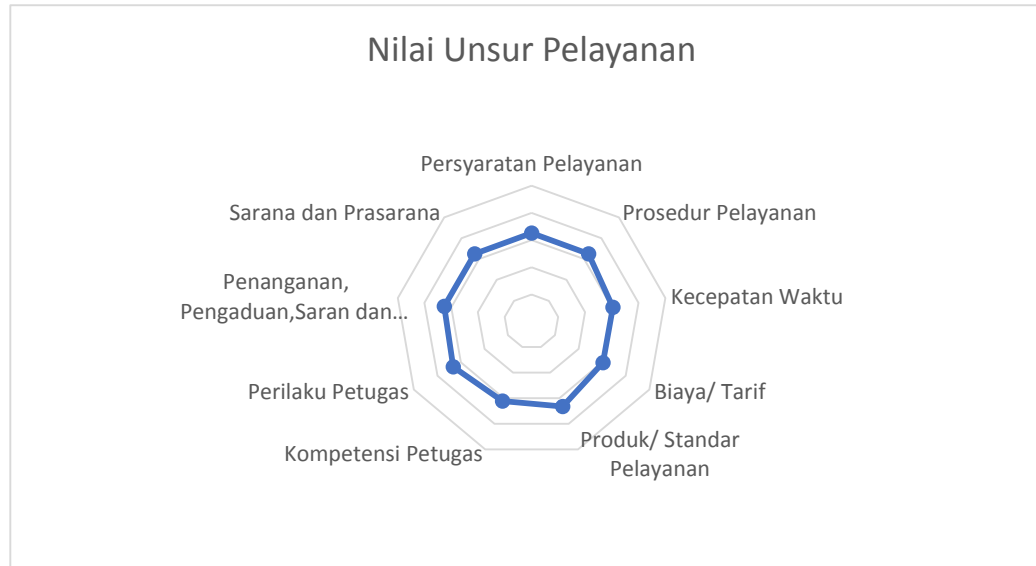 Nilai Unsur Pelayanan
Persyaratan Pelayanan
Prosedur Pelayanan
Kecepatan Waktu
Biaya/ Tarif
Produk/ Standar
Pelayanan
Kompetensi Petugas
Perilaku Petugas
Penanganan,
Pengaduan,Saran dan...
Sarana dan Prasarana